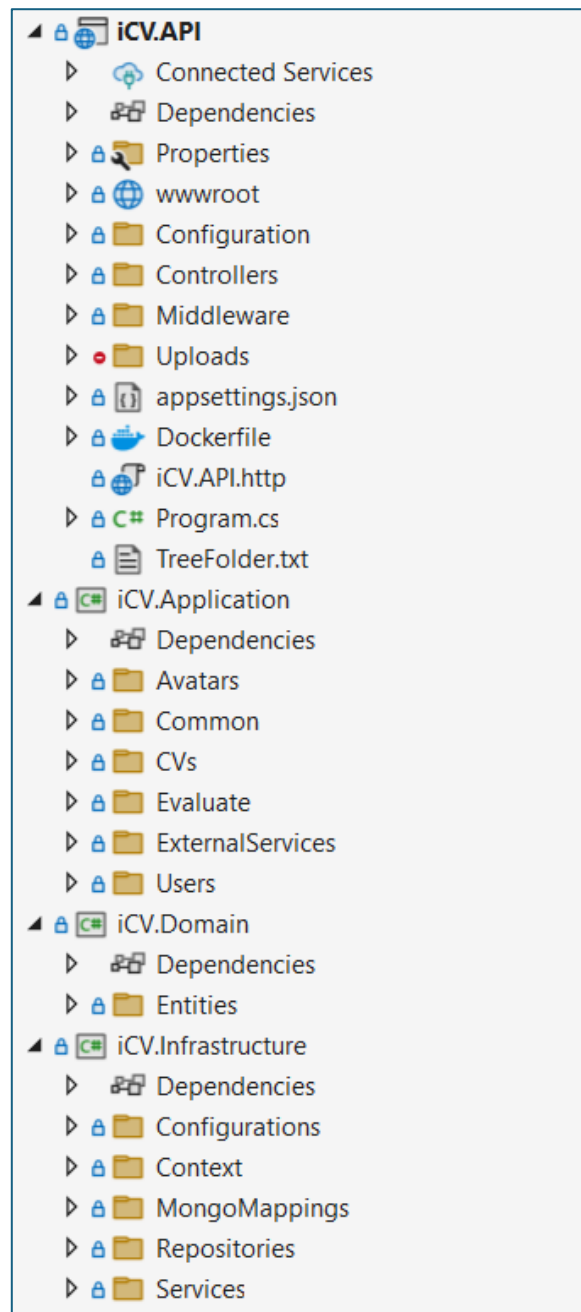 iCV.API
Connected Services
Dependencies
Properties
wwwroot
Configuration
Controllers
Middleware
Uploads
appsettings.json
Dockerfile
iCV.API.http
C# Program.cs
TreeFolder.txt
C# iCV.Application
Dependencies
Avatars
Common
CVs
Evaluate
ExternalServices
Users
C# iCV.Domain
Dependencies
Entities
C# iCV.Infrastructure
Dependencies
Configurations
Context
MongoMappings
Repositories
Services